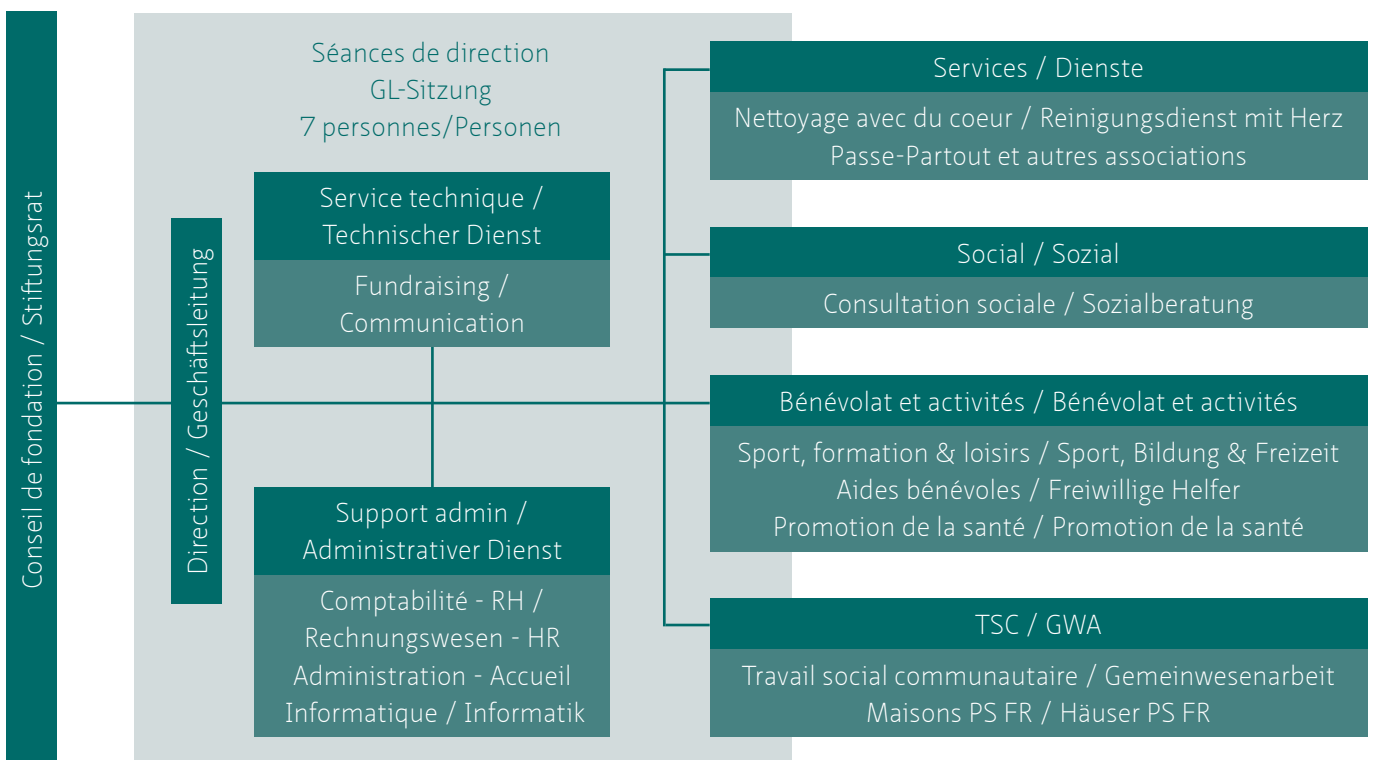 Conseil de fondation / Stiftungsrat
Direction / Geschäftsleitung
Séances de direction
GL-Sitzung
7 personnes/Personen
Service technique /
Technischer Dienst
Fundraising /
Communication
Support admin /
Administrativer Dienst
Comptabilité - RH /
Rechnungswesen - HR
Administration - Accueil
Informatique / Informatik
Services / Dienste
Nettoyage avec du coeur / Reinigungsdienst mit Herz
Passe-Partout et autres associations
Social / Sozial
Consultation sociale / Sozialberatung
Bénévolat et activités / Bénévolat et activités
Sport, formation & loisirs / Sport, Bildung & Freizeit
Aides bénévoles / Freiwillige Helfer
Promotion de la santé / Promotion de la santé
TSC / GWA
Travail social communautaire / Gemeinwesenarbeit
Maisons PS FR / Häuser PS FR